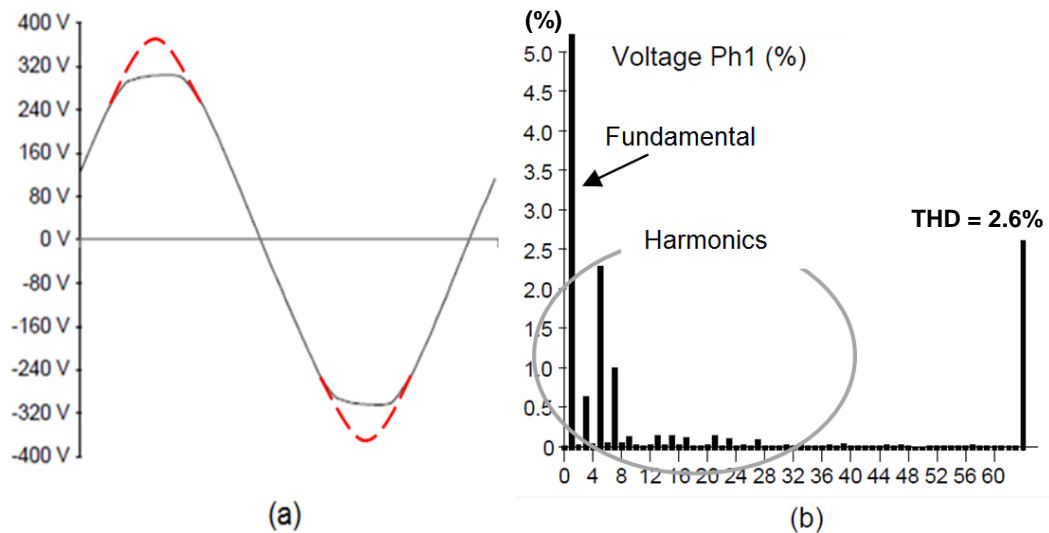 400 V
320 V
240 V
160 V
80 V
0 V
-80 V
-160 V
-240 V
-320 V
-400 V
(a)
(%)
Voltage Ph1 (%)
5.0
4.5
4.0
3.5
3.0
2.5
2.0
1.5
1.0
0.5
0
Fundamental
Harmonics
THD = 2.6%
0 4 8 12 16 20 24 28 32 36 40 44 48 52 56 60
(b)